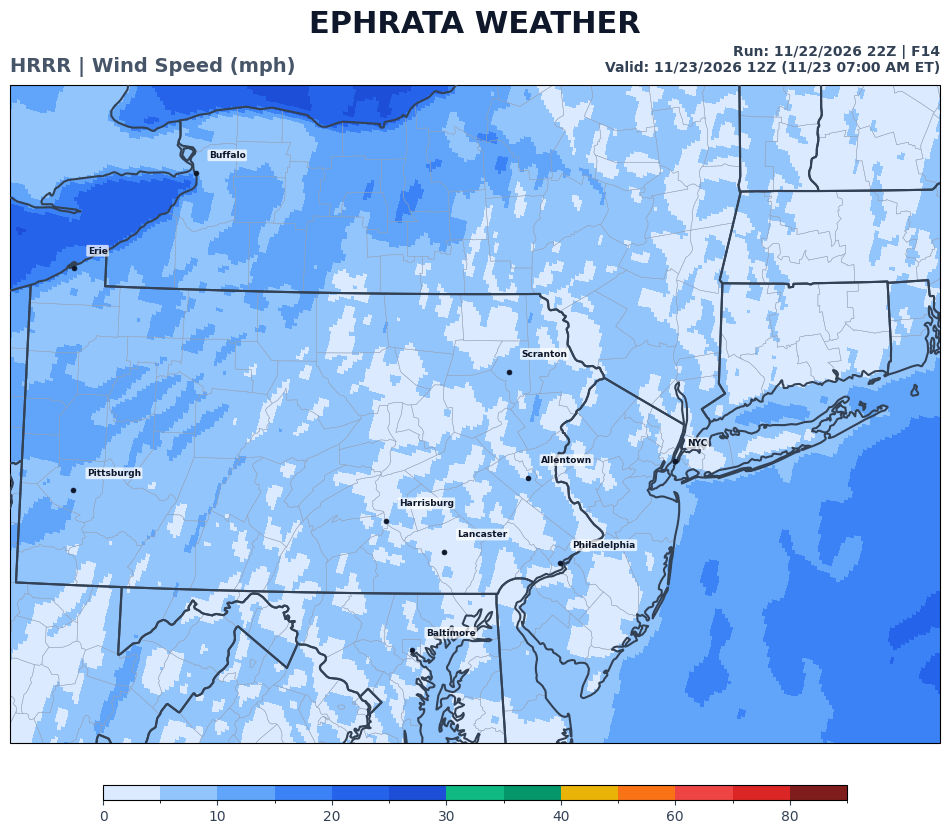 EPHRATA WEATHER
Run: 11/22/2026 22Z | F14
HRRR | Wind Speed (mph)
Valid: 11/23/2026 12Z (11/23 07:00 AM ET)
Buffalo
Erie
Scranton
NYC
Allentown
Pittsburgh
Harrisburg
Lancaster
Philadelphia
Baltimore
0 10 20 30 40 60 80